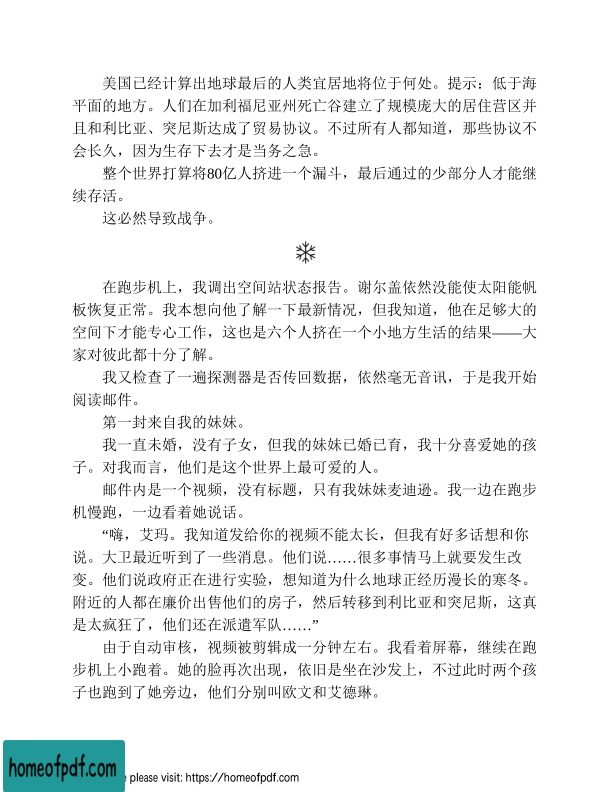 美国已经计算出地球最后的人类宜居地将位于何处。提示：低于海
平面的地方。人们在加利福尼亚州死亡谷建立了规模庞大的居住营区并
且和利比亚、突尼斯达成了贸易协议。不过所有人都知道，那些协议不
会长久，因为生存下去才是当务之急。
整个世界打算将80亿人挤进一个漏斗，最后通过的少部分人才能继
续存活。
这必然导致战争。
在跑步机上，我调出空间站状态报告。谢尔盖依然没能使太阳能帆
板恢复正常。我本想向他了解一下最新情况，但我知道，他在足够大的
空间下才能专心工作，这也是六个人挤在一个小地方生活的结果——大
家对彼此都十分了解。
我又检查了一遍探测器是否传回数据，依然毫无音讯，于是我开始
阅读邮件。
第一封来自我的妹妹。
我一直未婚，没有子女，但我的妹妹已婚已育，我十分喜爱她的孩
子。对我而言，他们是这个世界上最可爱的人。
邮件内是一个视频，没有标题，只有我妹妹麦迪逊。我一边在跑步
机慢跑，一边看着她说话。
“嗨，艾玛。我知道发给你的视频不能太长，但我有好多话想和你
说。大卫最近听到了一些消息。他们说……很多事情马上就要发生改
变。他们说政府正在进行实验，想知道为什么地球正经历漫长的寒冬。
附近的人都在廉价出售他们的房子，然后转移到利比亚和突尼斯，这真
是太疯狂了，他们还在派遣军队……”
由于自动审核，视频被剪辑成一分钟左右。我看着屏幕，继续在跑
步机上小跑着。她的脸再次出现，依旧是坐在沙发上，不过此时两个孩
子也跑到了她旁边，他们分别叫欧文和艾德琳。
homeofpdf.com
e please visit: https://homeofpdf.com